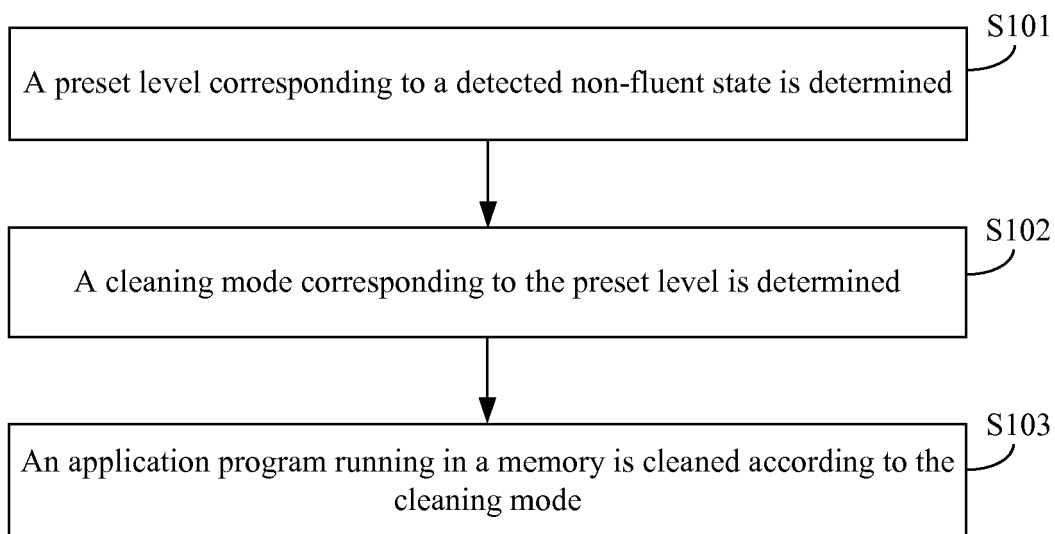 S101
A preset level corresponding to a detected non-fluent state is determined
S102
A cleaning mode corresponding to the preset level is determined
S103
An application program running in a memory is cleaned according to the
cleaning mode